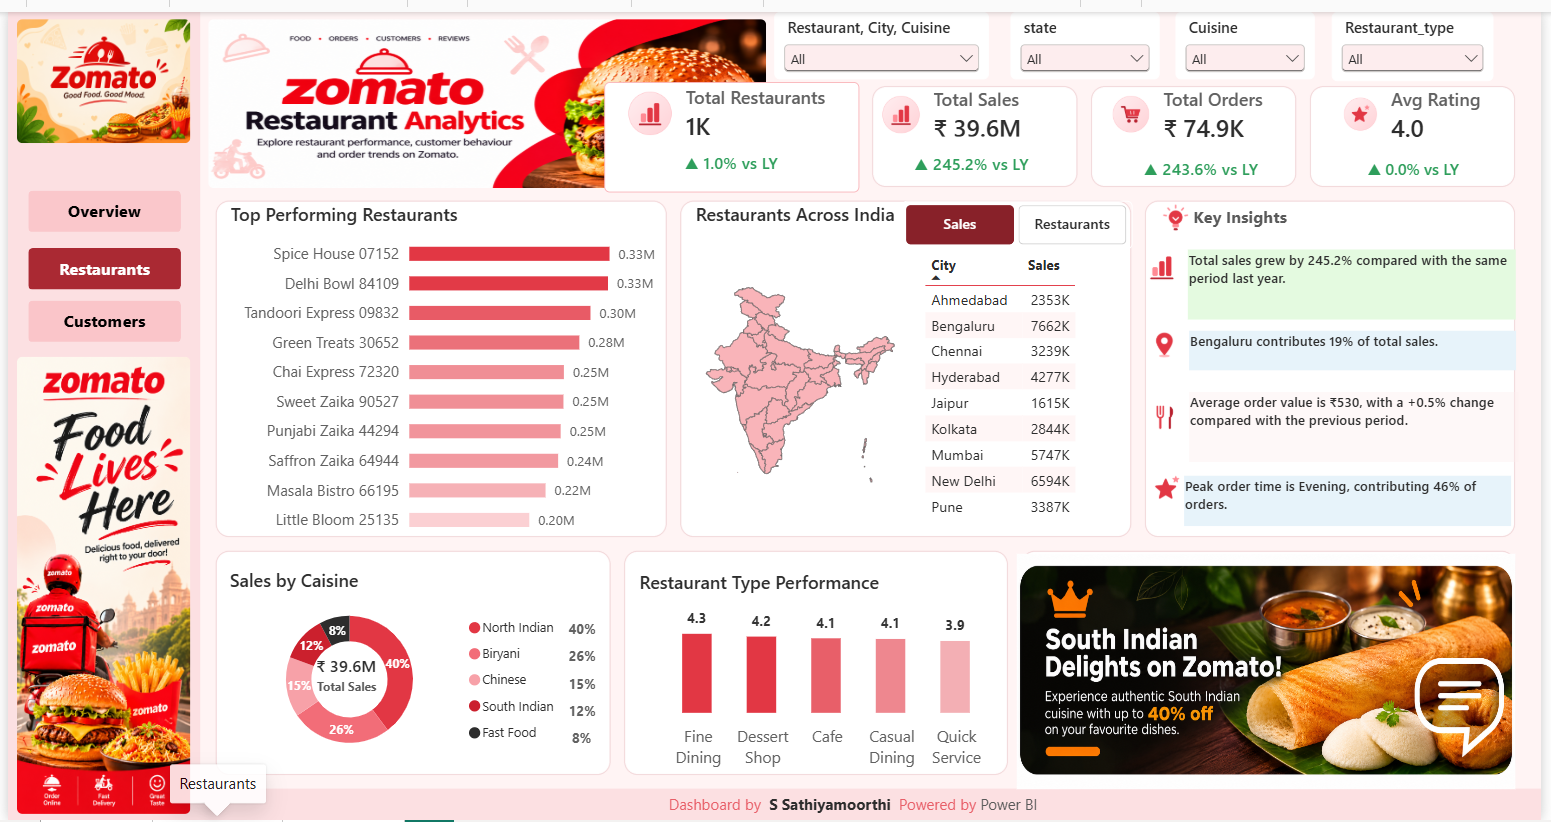 Zomato
Good Food. Good Mood.
Overview
Restaurants
Customers
zomato
Food
Lives
Here
Delicious food, delivered
right to your door!
zomato
zomato
zomato
zomato
Order
Online
Fast
Delivery
Great
Taste
Restaurants
FOOD • ORDERS • CUSTOMERS • REVIEWS
zomato
Restaurant Analytics
Explore restaurant performance, customer behaviour
and order trends on Zomato.
Restaurant, City, Cuisine
All
state
All
Cuisine
All
Restaurant_type
All
Total Restaurants
1K
▲ 1.0% vs LY
Total Sales
₹ 39.6M
▲ 245.2% vs LY
Total Orders
₹ 74.9K
▲ 243.6% vs LY
Avg Rating
4.0
▲ 0.0% vs LY
Top Performing Restaurants
Spice House 07152 0.33M
Delhi Bowl 84109 0.33M
Tandoori Express 09832 0.30M
Green Treats 30652 0.28M
Chai Express 72320 0.25M
Sweet Zaika 90527 0.25M
Punjabi Zaika 44294 0.25M
Saffron Zaika 64944 0.24M
Masala Bistro 66195 0.22M
Little Bloom 25135 0.20M
Restaurants Across India
Sales
Restaurants
City Sales
Ahmedabad 2353K
Bengaluru 7662K
Chennai 3239K
Hyderabad 4277K
Jaipur 1615K
Kolkata 2844K
Mumbai 5747K
New Delhi 6594K
Pune 3387K
Key Insights
Total sales grew by 245.2% compared with the same
period last year.
Bengaluru contributes 19% of total sales.
Average order value is ₹530, with a +0.5% change
compared with the previous period.
Peak order time is Evening, contributing 46% of
orders.
Sales by Caisine
8%
12%
15%
40%
26%
₹ 39.6M
Total Sales
North Indian 40%
Biryani 26%
Chinese 15%
South Indian 12%
Fast Food 8%
Restaurant Type Performance
4.3 4.2 4.1 4.1 3.9
Fine Dessert Cafe Casual Quick
Dining Shop Dining Service
South Indian
Delights on Zomato!
Experience authentic South Indian
cuisine with up to 40% off
on your favourite dishes.
Dashboard by S Sathiyamoorthi Powered by Power BI